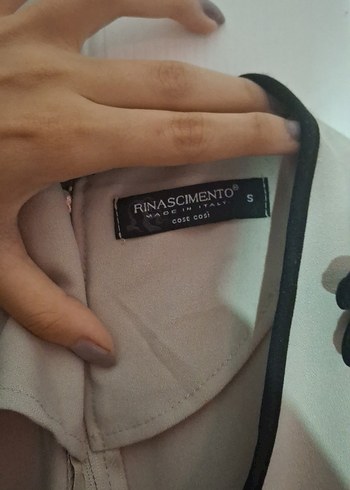 RINASCIMENTO®
MADE IN ITALY
cose così
S